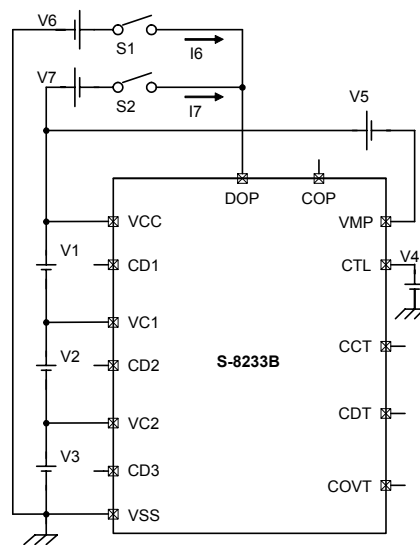 V6
S1
I6
V7
S2
I7
V5
DOP
COP
VCC
VMP
V1
CD1
CTL
V4
VC1
V2
S-8233B
CCT
CD2
VC2
CDT
V3
CD3
COVT
VSS